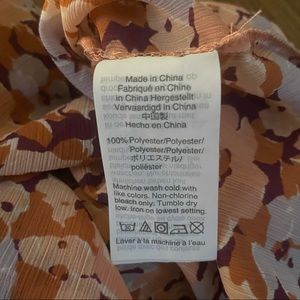 Made in China
Fabriqué en Chine
in China Hergestellt
Vervaardigd in China
中国製
Hecho en China
100% Polyester/Polyester/
Polyester/Polyester/
ポリエステル/
poliéster
Machine wash cold with
like colors. Non-chlorine
bleach only. Tumble dry
low. Iron on lowest setting.
Laver à la machine à l'eau